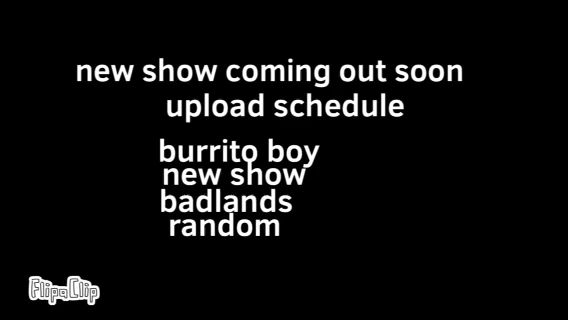 new show coming out soon
upload schedule
burrito boy
new show
badlands
random
FlipaClip